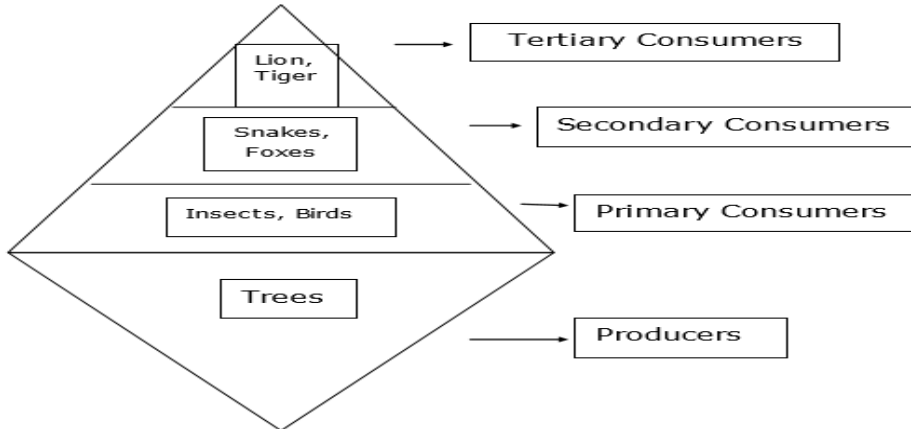 Lion,
Tiger
Tertiary Consumers
Snakes,
Foxes
Secondary Consumers
Insects, Birds
Primary Consumers
Trees
Producers